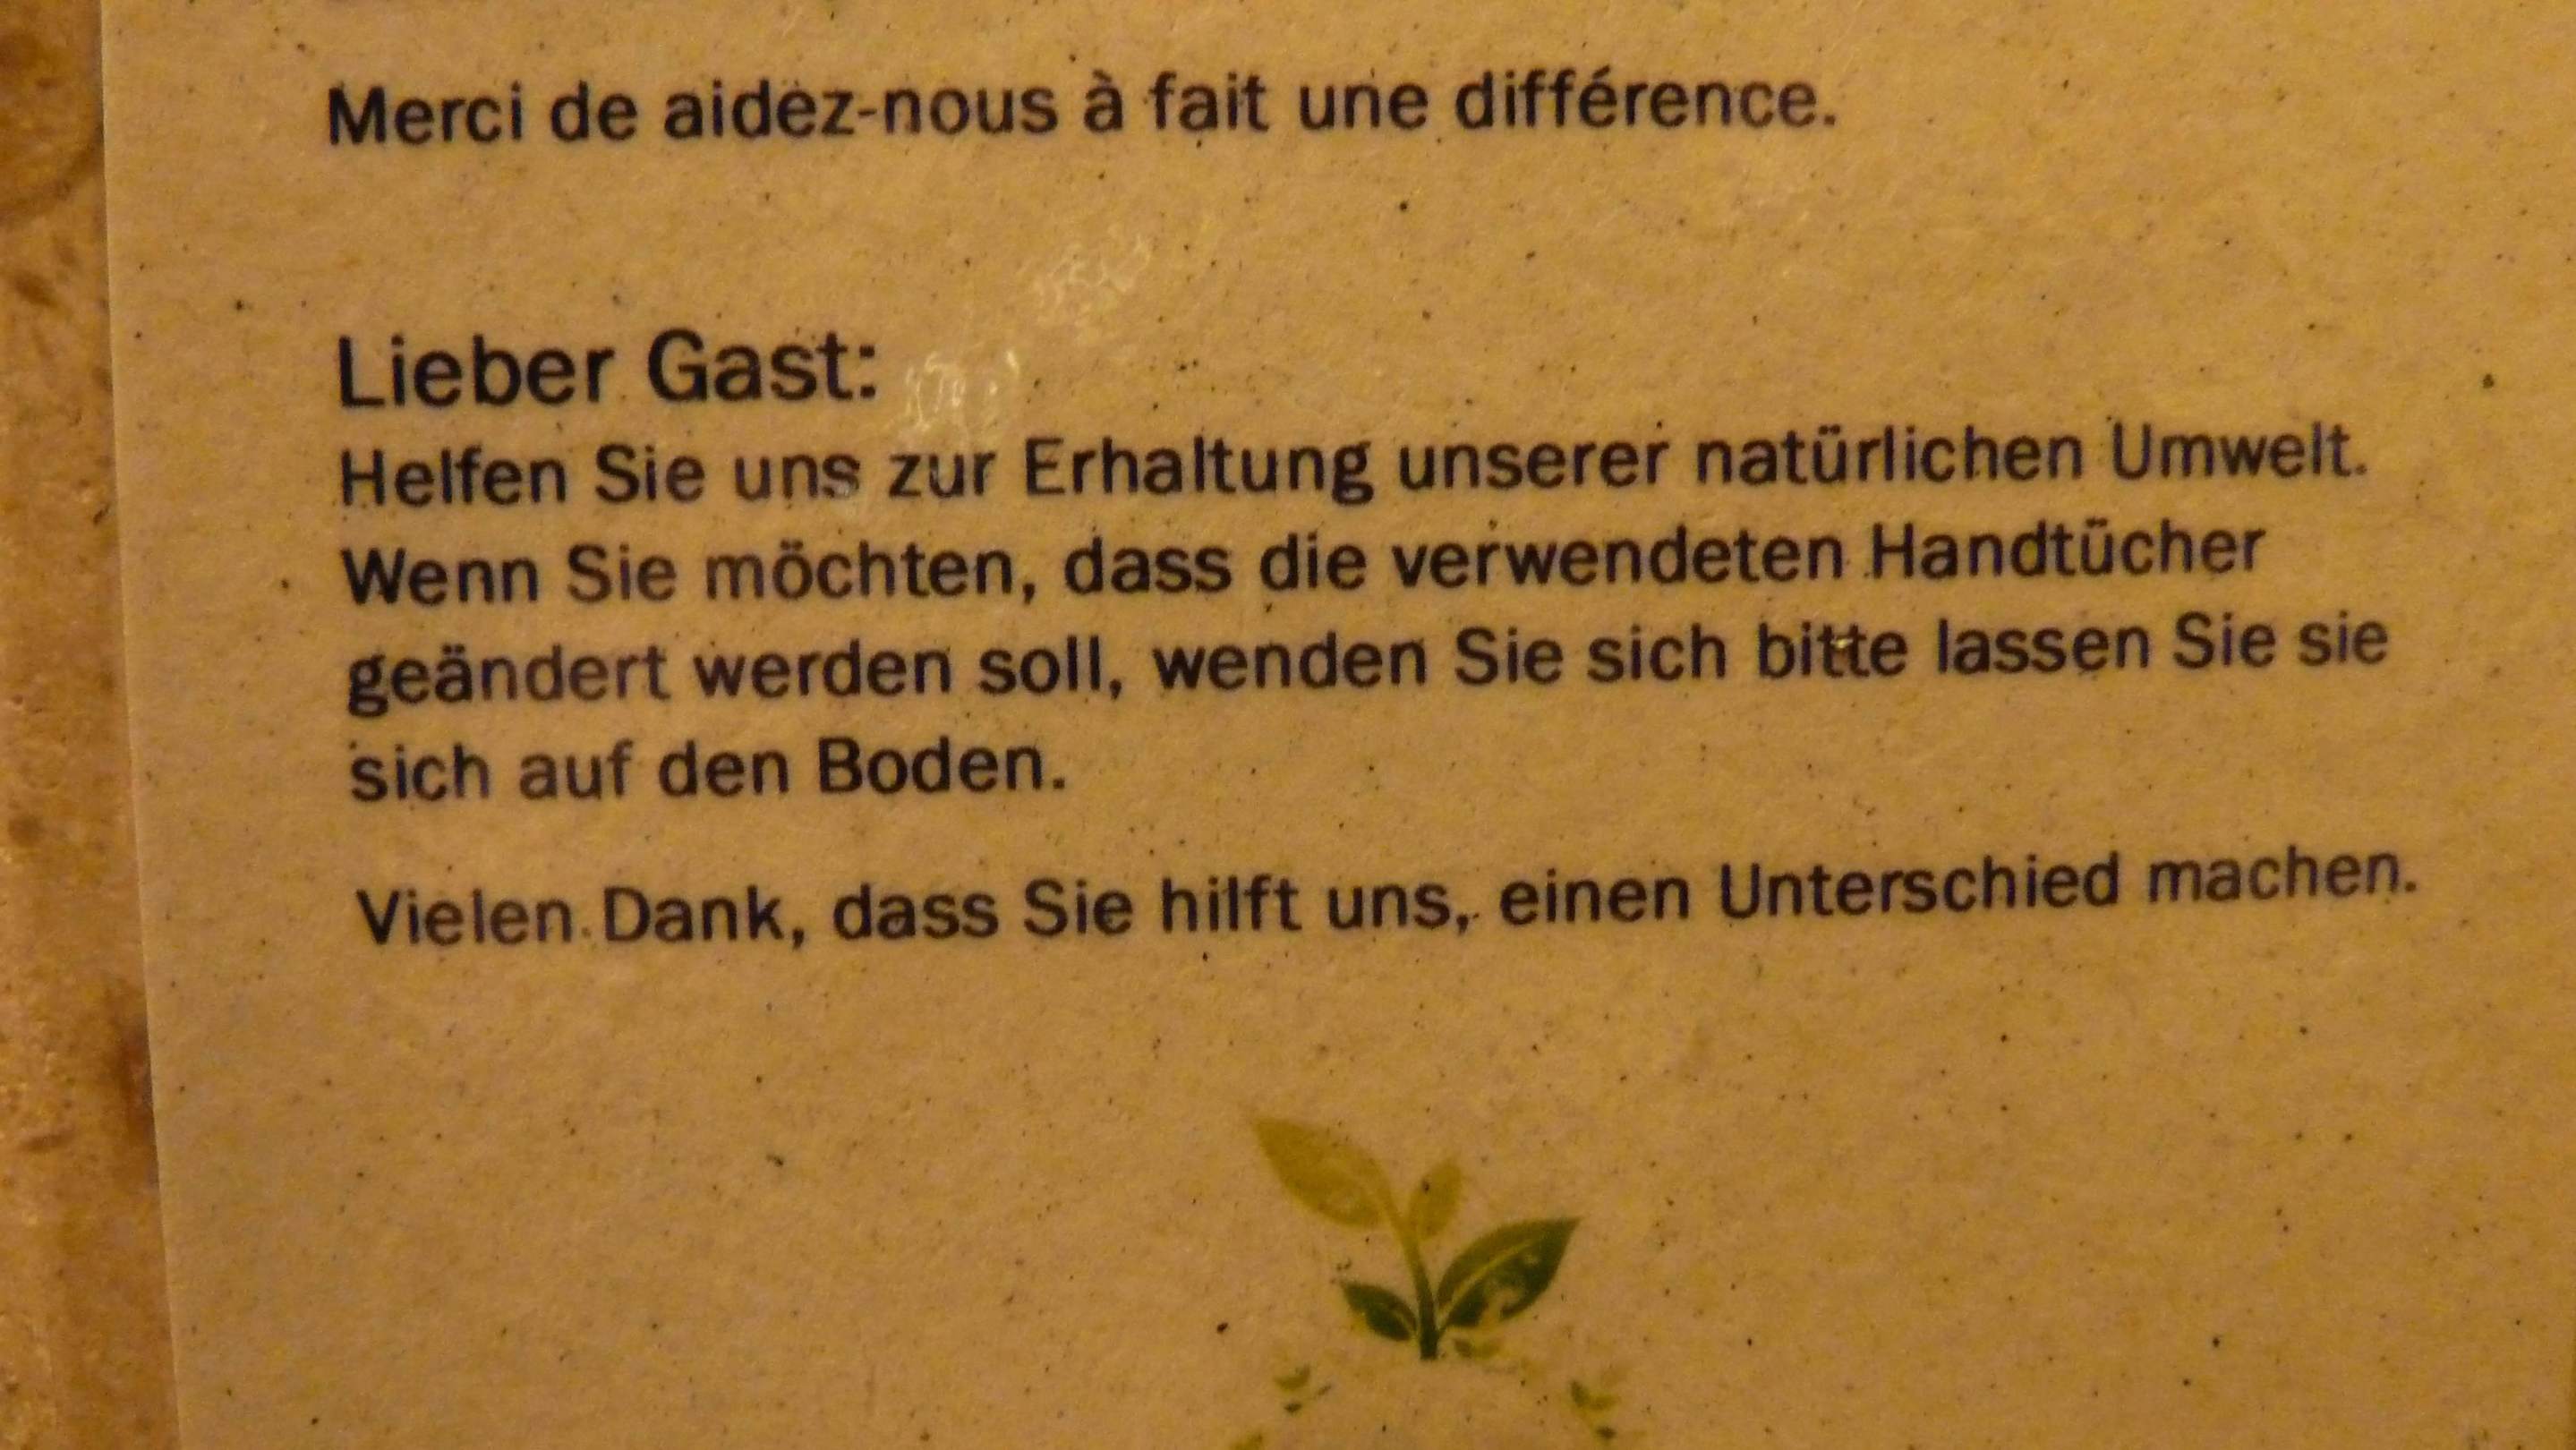 Merci de aidez-nous à fait une différence.
Lieber Gast:
Helfen Sie uns zur Erhaltung unserer natürlichen Umwelt.
Wenn Sie möchten, dass die verwendeten Handtücher
geändert werden soll, wenden Sie sich bitte lassen Sie sie
sich auf den Boden.
Vielen Dank, dass Sie hilft uns, einen Unterschied machen.